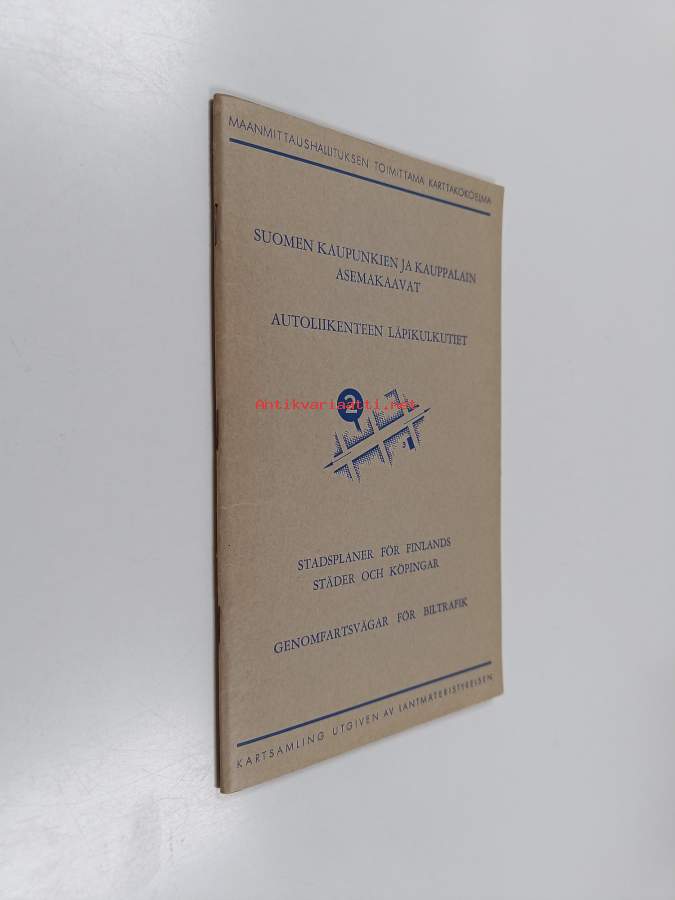 MAANMITTAUSHALLITUKSEN TOIMITTAMA KARTTAKOKOELMA
SUOMEN KAUPUNKIEN JA KAUPPALAIN
ASEMAKAAVAT
AUTOLIIKENTEEN LÄPIKULKUTIET
2
Antikvariaatti.net
3
STADSPLANER FÖR FINLANDS
STÄDER OCH KÖPINGAR
GENOMFARTSVÄGAR FÖR BILTRAFIK
KARTSAMLING UTGIVEN AV LANTMÄTERISTYRELSEN